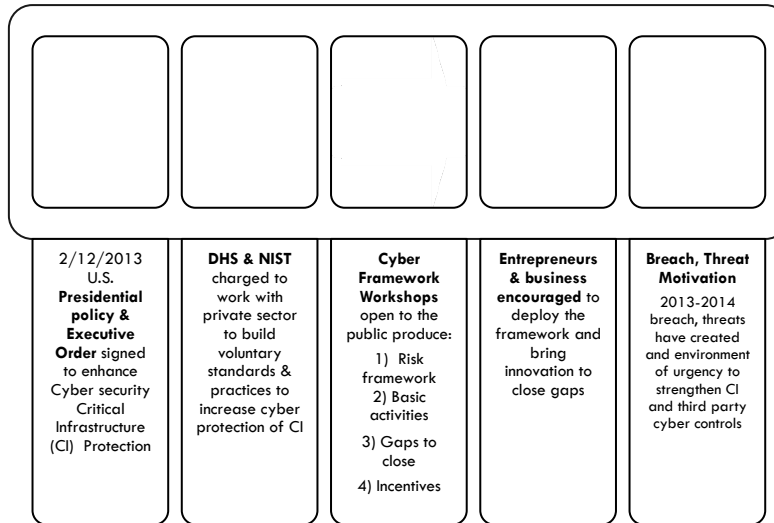 2/12/2013
U.S.
Presidential
policy &
Executive
Order signed
to enhance
Cyber security
Critical
Infrastructure
(CI) Protection
DHS & NIST
charged to
work with
private sector
to build
voluntary
standards &
practices to
increase cyber
protection of CI
Cyber
Framework
Workshops
open to the
public produce:
1) Risk
framework
2) Basic
activities
3) Gaps to
close
4) Incentives
Entrepreneurs
& business
encouraged to
deploy the
framework and
bring
innovation to
close gaps
Breach, Threat
Motivation
2013-2014
breach, threats
have created
and environment
of urgency to
strengthen CI
and third party
cyber controls